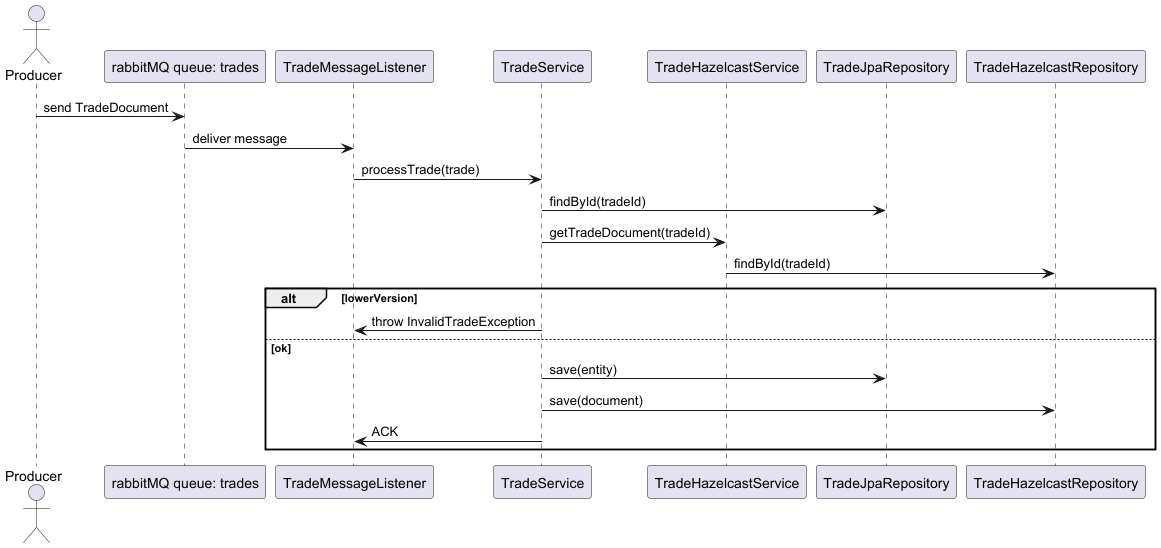 Producer
rabbitMQ queue: trades
TradeMessageListener
TradeService
TradeHazelcastService
TradeJpaRepository
TradeHazelcastRepository
send TradeDocument
deliver message
processTrade(trade)
findById(tradeId)
getTradeDocument(tradeId)
findById(tradeId)
alt
[lowerVersion]
throw InvalidTradeException
[ok]
save(entity)
save(document)
ACK
Producer
rabbitMQ queue: trades
TradeMessageListener
TradeService
TradeHazelcastService
TradeJpaRepository
TradeHazelcastRepository